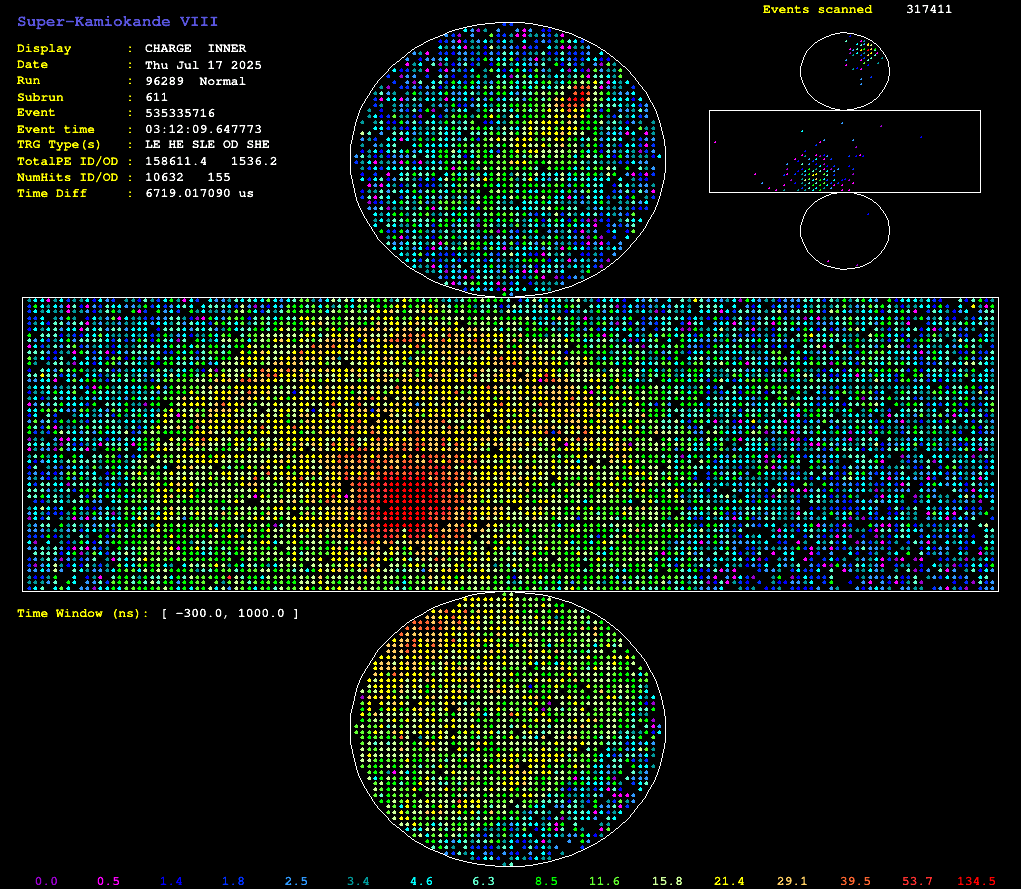 Super-Kamiokande VIII
Events scanned 317411
Display : CHARGE INNER
Date : Thu Jul 17 2025
Run : 96289 Normal
Subrun : 611
Event : 535335716
Event time : 03:12:09.647773
TRG Type(s) : LE HE SLE OD SHE
TotalPE ID/OD : 158611.4 1536.2
NumHits ID/OD : 10632 155
Time Diff : 6719.017090 us
Time Window (ns): [ -300.0, 1000.0 ]
0.0 0.5 1.4 1.8 2.5 3.4 4.6 6.3 8.5 11.6 15.8 21.4 29.1 39.5 53.7 134.5